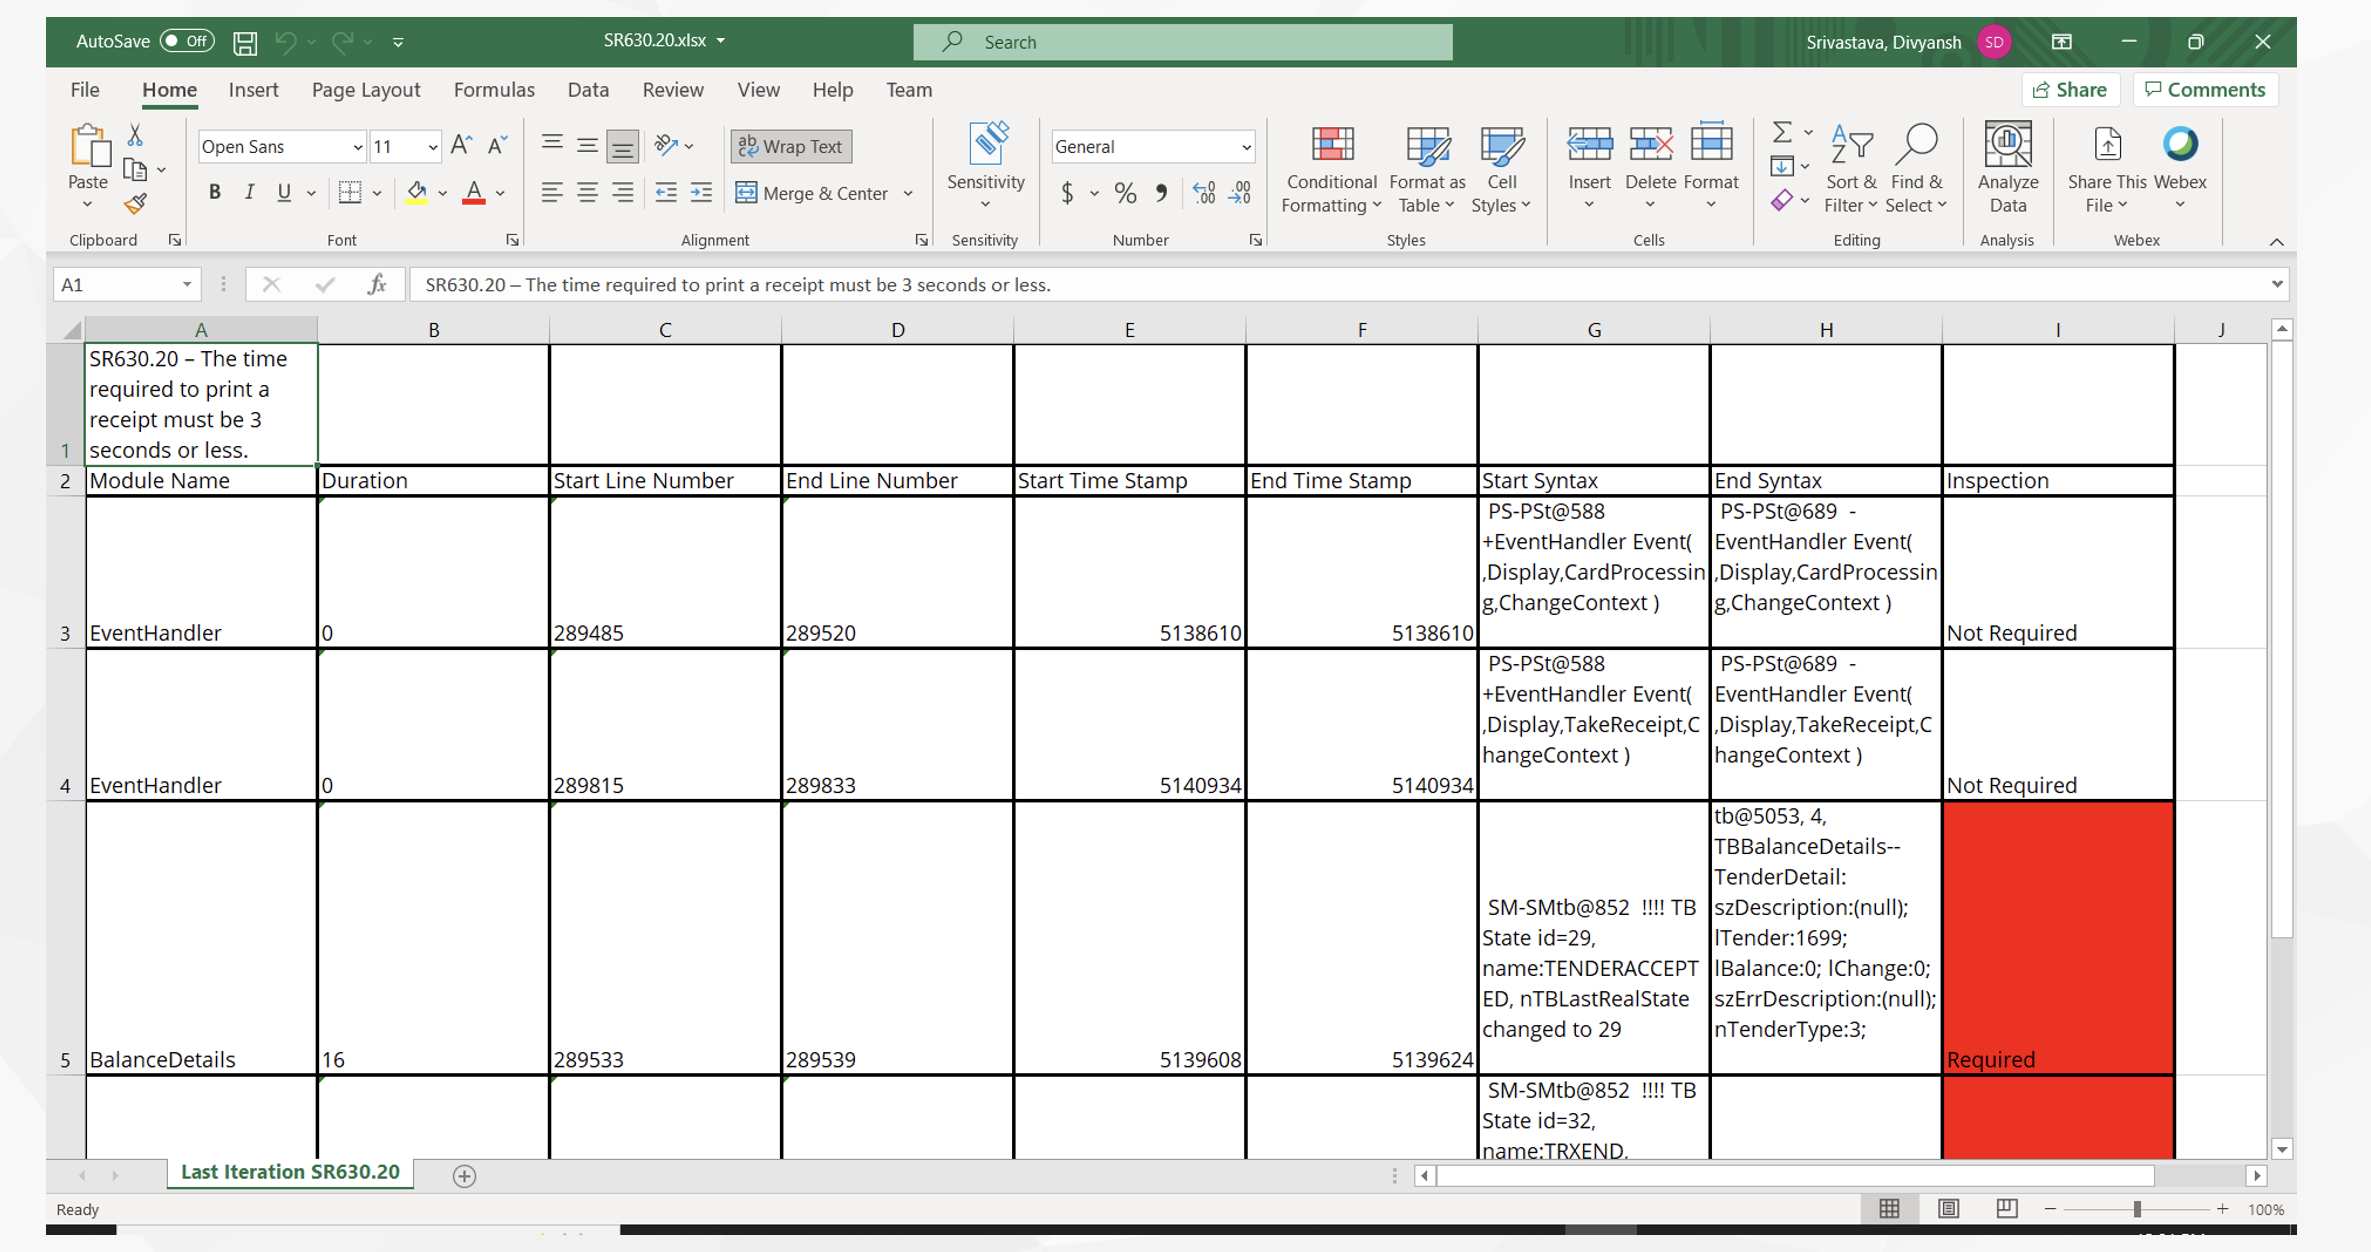 AutoSave Off SR630.20.xlsx Search Srivastava, Divyansh SD
File Home Insert Page Layout Formulas Data Review View Help Team Share Comments
Paste
Open Sans 11
B I U A
Wrap Text
Merge & Center
Sensitivity
General
$ % 9
Conditional Formatting
Format as Table
Cell Styles
Insert Delete Format
Sort & Filter
Find & Select
Analyze Data
Share This File
Webex
Clipboard Font Alignment Sensitivity Number Styles Cells Editing Analysis Webex
A1 fx SR630.20 – The time required to print a receipt must be 3 seconds or less.
A B C D E F G H I J
1
SR630.20 – The time
required to print a
receipt must be 3
seconds or less.
2 Module Name Duration Start Line Number End Line Number Start Time Stamp End Time Stamp Start Syntax End Syntax Inspection
3 EventHandler 0 289485 289520 5138610 5138610
PS-PSt@588
+EventHandler Event(
,Display,CardProcessin
g,ChangeContext )
PS-PSt@689 -
EventHandler Event(
,Display,CardProcessin
g,ChangeContext )
Not Required
4 EventHandler 0 289815 289833 5140934 5140934
PS-PSt@588
+EventHandler Event(
,Display,TakeReceipt,C
hangeContext )
PS-PSt@689 -
EventHandler Event(
,Display,TakeReceipt,C
hangeContext )
Not Required
5 BalanceDetails 16 289533 289539 5139608 5139624
SM-SMtb@852 !!!! TB
State id=29,
name:TENDERACCEPT
ED, nTBLastRealState
changed to 29
tb@5053, 4,
TBBalanceDetails--
TenderDetail:
szDescription:(null);
lTender:1699;
lBalance:0; lChange:0;
szErrDescription:(null);
nTenderType:3;
Required
SM-SMtb@852 !!!! TB
State id=32,
name:TRXEND,
Last Iteration SR630.20
Ready 100%